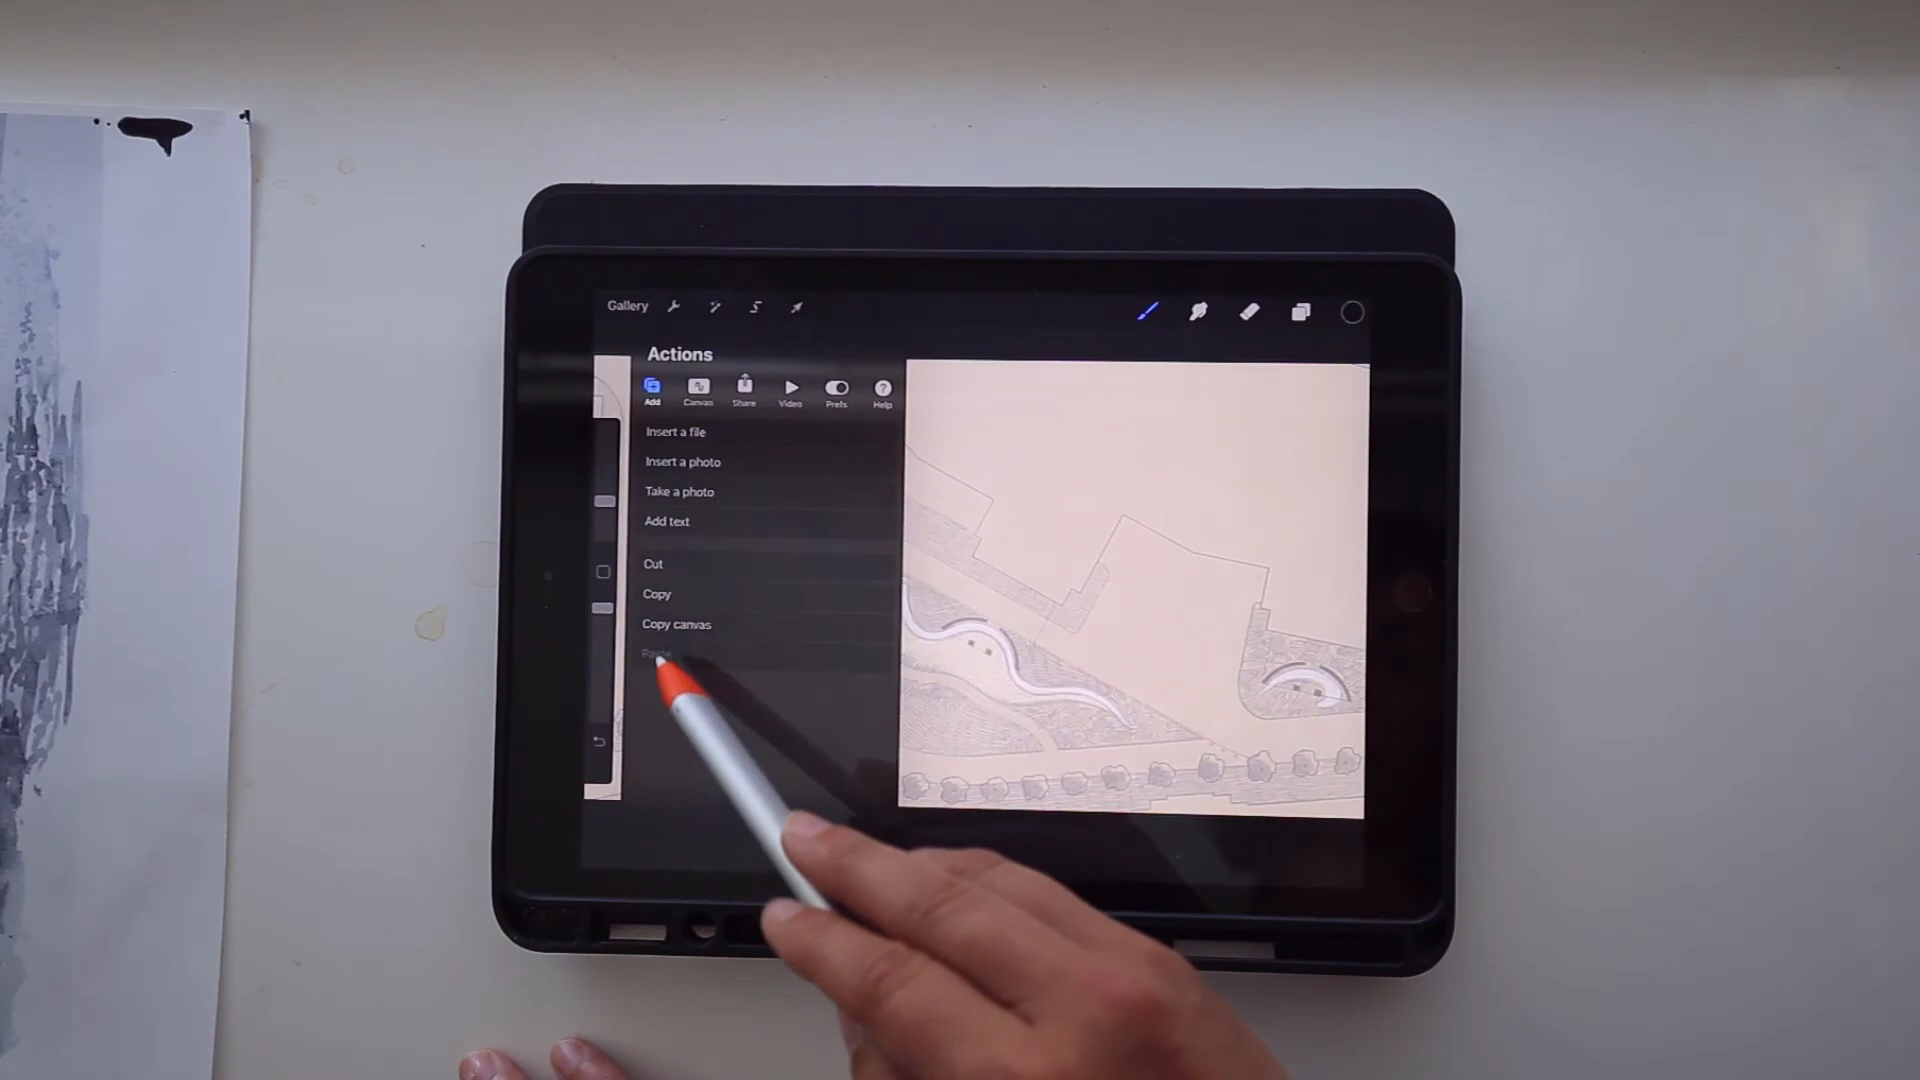 Gallery
Actions
Add Canvas Share Video Prefs Help
Insert a file
Insert a photo
Take a photo
Add text
Cut
Copy
Copy canvas
Paste